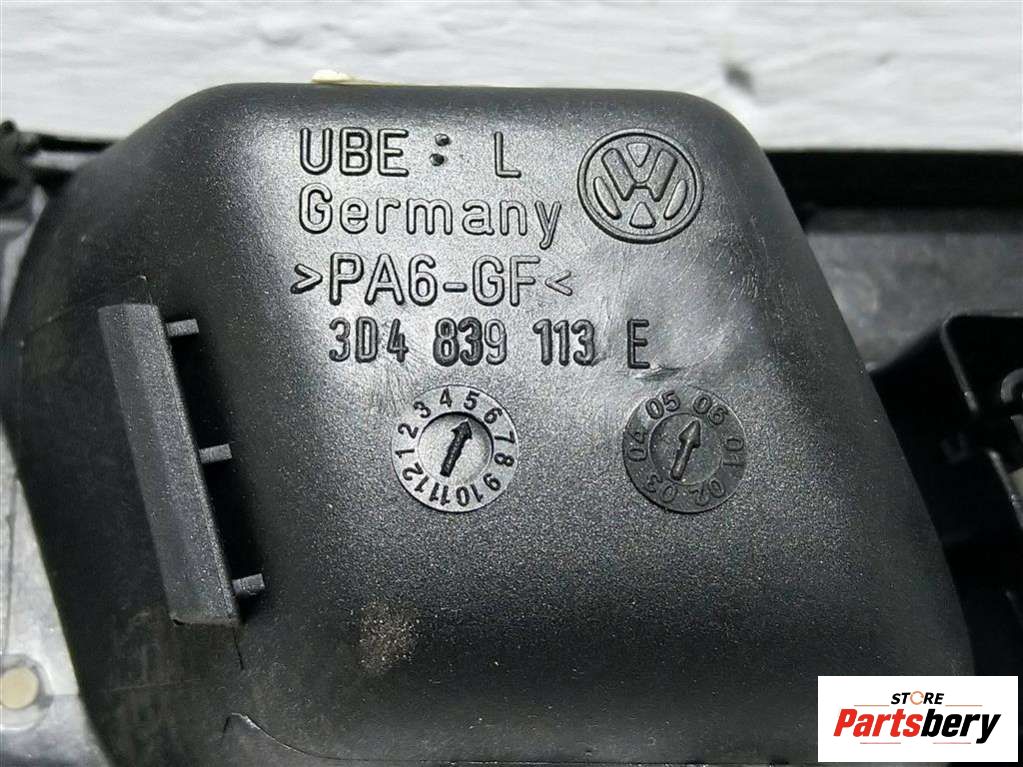 UBE : L
Germany
>PA6-GF<
3D4 839 113 E
1 2 3 4 5 6 7 8 9 10 11 12
01 02 03 04 05 06
VW
STORE
Partsbery